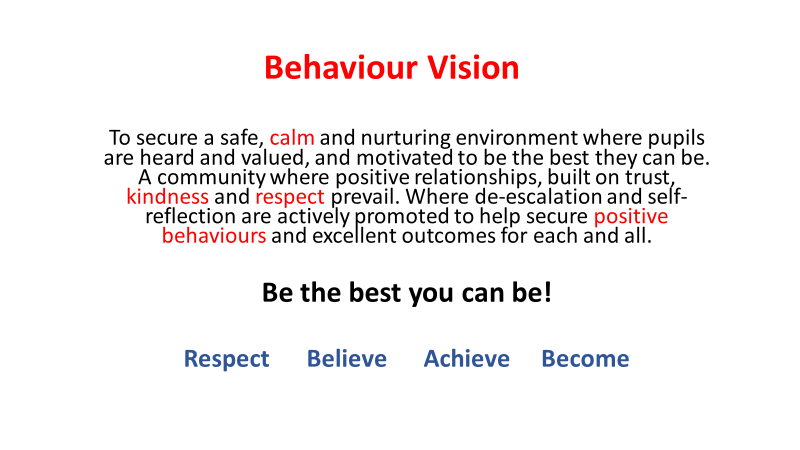 Behaviour Vision
To secure a safe, calm and nurturing environment where pupils
are heard and valued, and motivated to be the best they can be.
A community where positive relationships, built on trust,
kindness and respect prevail. Where de-escalation and self-
reflection are actively promoted to help secure positive
behaviours and excellent outcomes for each and all.
Be the best you can be!
Respect Believe Achieve Become